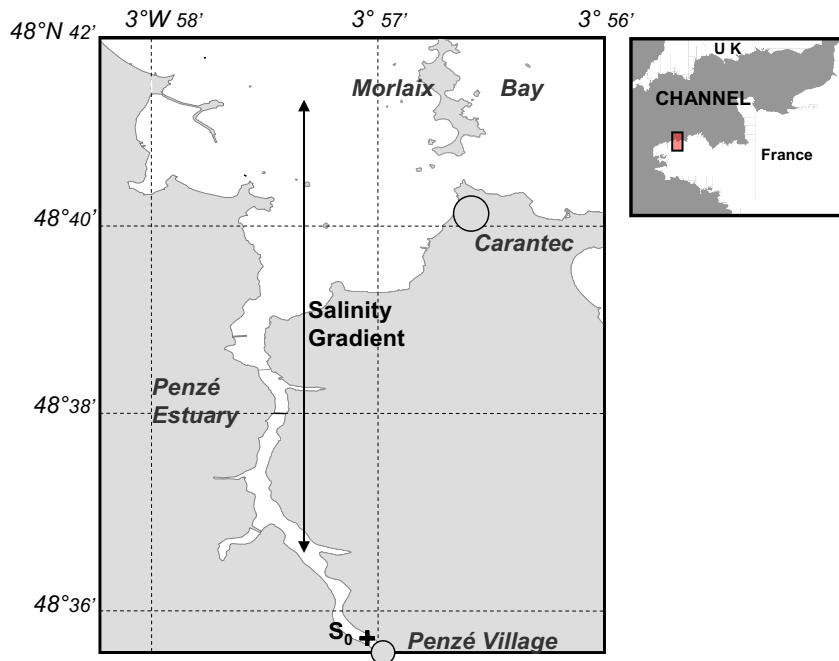 3°W 58’ 3° 57’ 3° 56’
48°N 42’
Morlaix Bay
48°40’
Carantec
Salinity
Gradient
Penzé
Estuary
48°38’
48°36’
S₀
Penzé Village
U K
CHANNEL
France